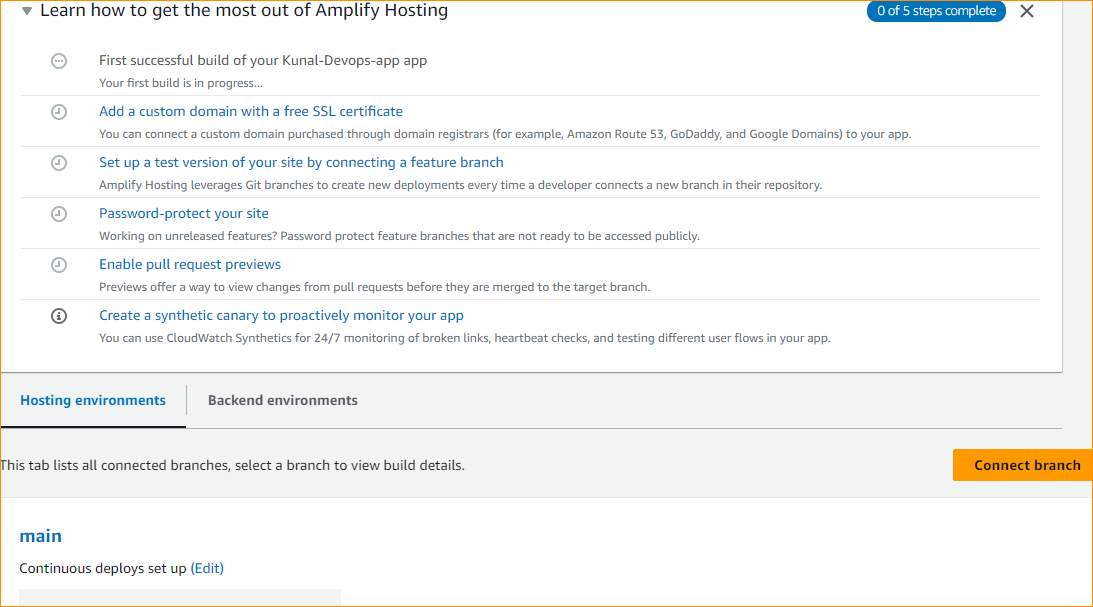 Learn how to get the most out of Amplify Hosting
0 of 5 steps complete
First successful build of your Kunal-Devops-app app
Your first build is in progress...
Add a custom domain with a free SSL certificate
You can connect a custom domain purchased through domain registrars (for example, Amazon Route 53, GoDaddy, and Google Domains) to your app.
Set up a test version of your site by connecting a feature branch
Amplify Hosting leverages Git branches to create new deployments every time a developer connects a new branch in their repository.
Password-protect your site
Working on unreleased features? Password protect feature branches that are not ready to be accessed publicly.
Enable pull request previews
Previews offer a way to view changes from pull requests before they are merged to the target branch.
Create a synthetic canary to proactively monitor your app
You can use CloudWatch Synthetics for 24/7 monitoring of broken links, heartbeat checks, and testing different user flows in your app.
Hosting environments
Backend environments
This tab lists all connected branches, select a branch to view build details.
Connect branch
main
Continuous deploys set up (Edit)